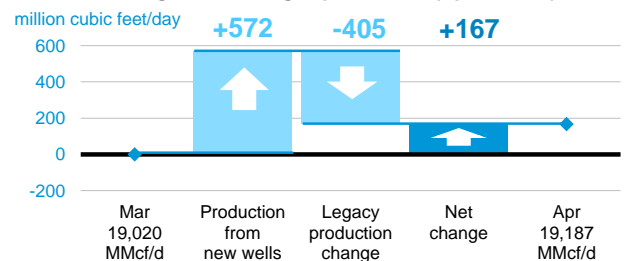 million cubic feet/day
+572 -405 +167
600
400
200
0
-200
Mar
19,020
MMcf/d
Production
from
new wells
Legacy
production
change
Net
change
Apr
19,187
MMcf/d